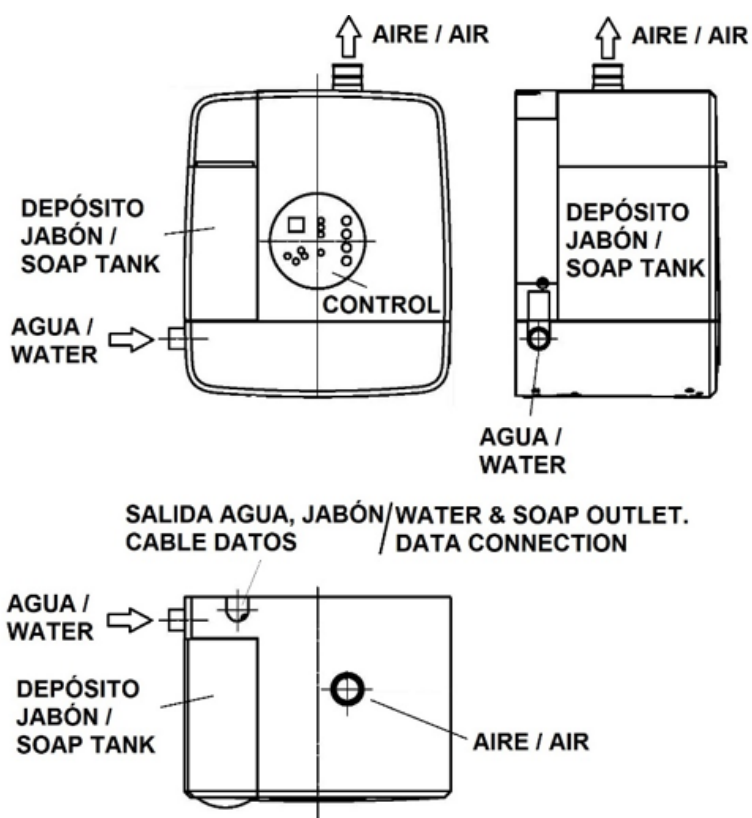 AIRE / AIR
AIRE / AIR
DEPÓSITO
JABÓN /
SOAP TANK
DEPÓSITO
JABÓN /
SOAP TANK
CONTROL
AGUA /
WATER
AGUA /
WATER
SALIDA AGUA, JABÓN/WATER & SOAP OUTLET.
CABLE DATOS / DATA CONNECTION
AGUA /
WATER
DEPÓSITO
JABÓN /
SOAP TANK
AIRE / AIR